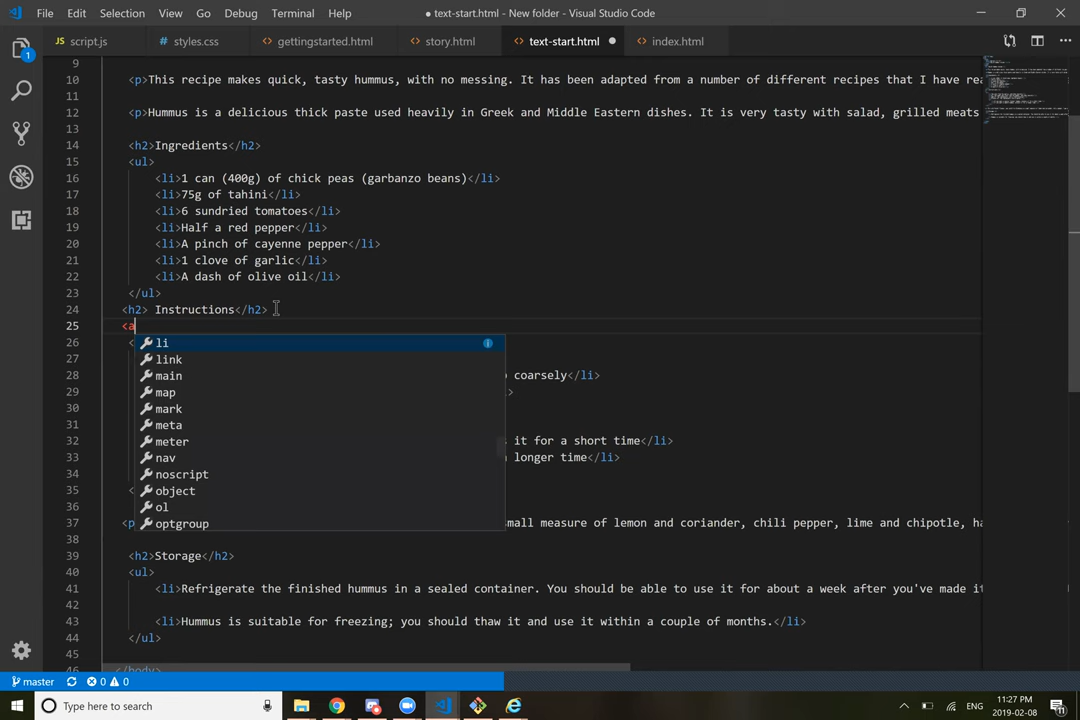 File Edit Selection View Go Debug Terminal Help ● text-start.html - New folder - Visual Studio Code
JS script.js # styles.css <> gettingstarted.html <> story.html <> text-start.html ● <> index.html
1
9
10 <p>This recipe makes quick, tasty hummus, with no messing. It has been adapted from a number of different recipes that I have rea
11
12 <p>Hummus is a delicious thick paste used heavily in Greek and Middle Eastern dishes. It is very tasty with salad, grilled meats
13
14 <h2>Ingredients</h2>
15 <ul>
16 <li>1 can (400g) of chick peas (garbanzo beans)</li>
17 <li>75g of tahini</li>
18 <li>6 sundried tomatoes</li>
19 <li>Half a red pepper</li>
20 <li>A pinch of cayenne pepper</li>
21 <li>1 clove of garlic</li>
22 <li>A dash of olive oil</li>
23 </ul>
24 <h2> Instructions</h2>
25 <a
26 < li
27 link
28 main coarsely</li>
29 map >
30 mark
31 meta
32 meter it for a short time</li>
33 nav longer time</li>
34 noscript
35 < object
36 ol
37 <p optgroup small measure of lemon and coriander, chili pepper, lime and chipotle, ha
38
39 <h2>Storage</h2>
40 <ul>
41 <li>Refrigerate the finished hummus in a sealed container. You should be able to use it for about a week after you've made it
42
43 <li>Hummus is suitable for freezing; you should thaw it and use it within a couple of months.</li>
44 </ul>
45
46 </body>
master 0 0
Type here to search ENG 11:27 PM
2019-02-08 11